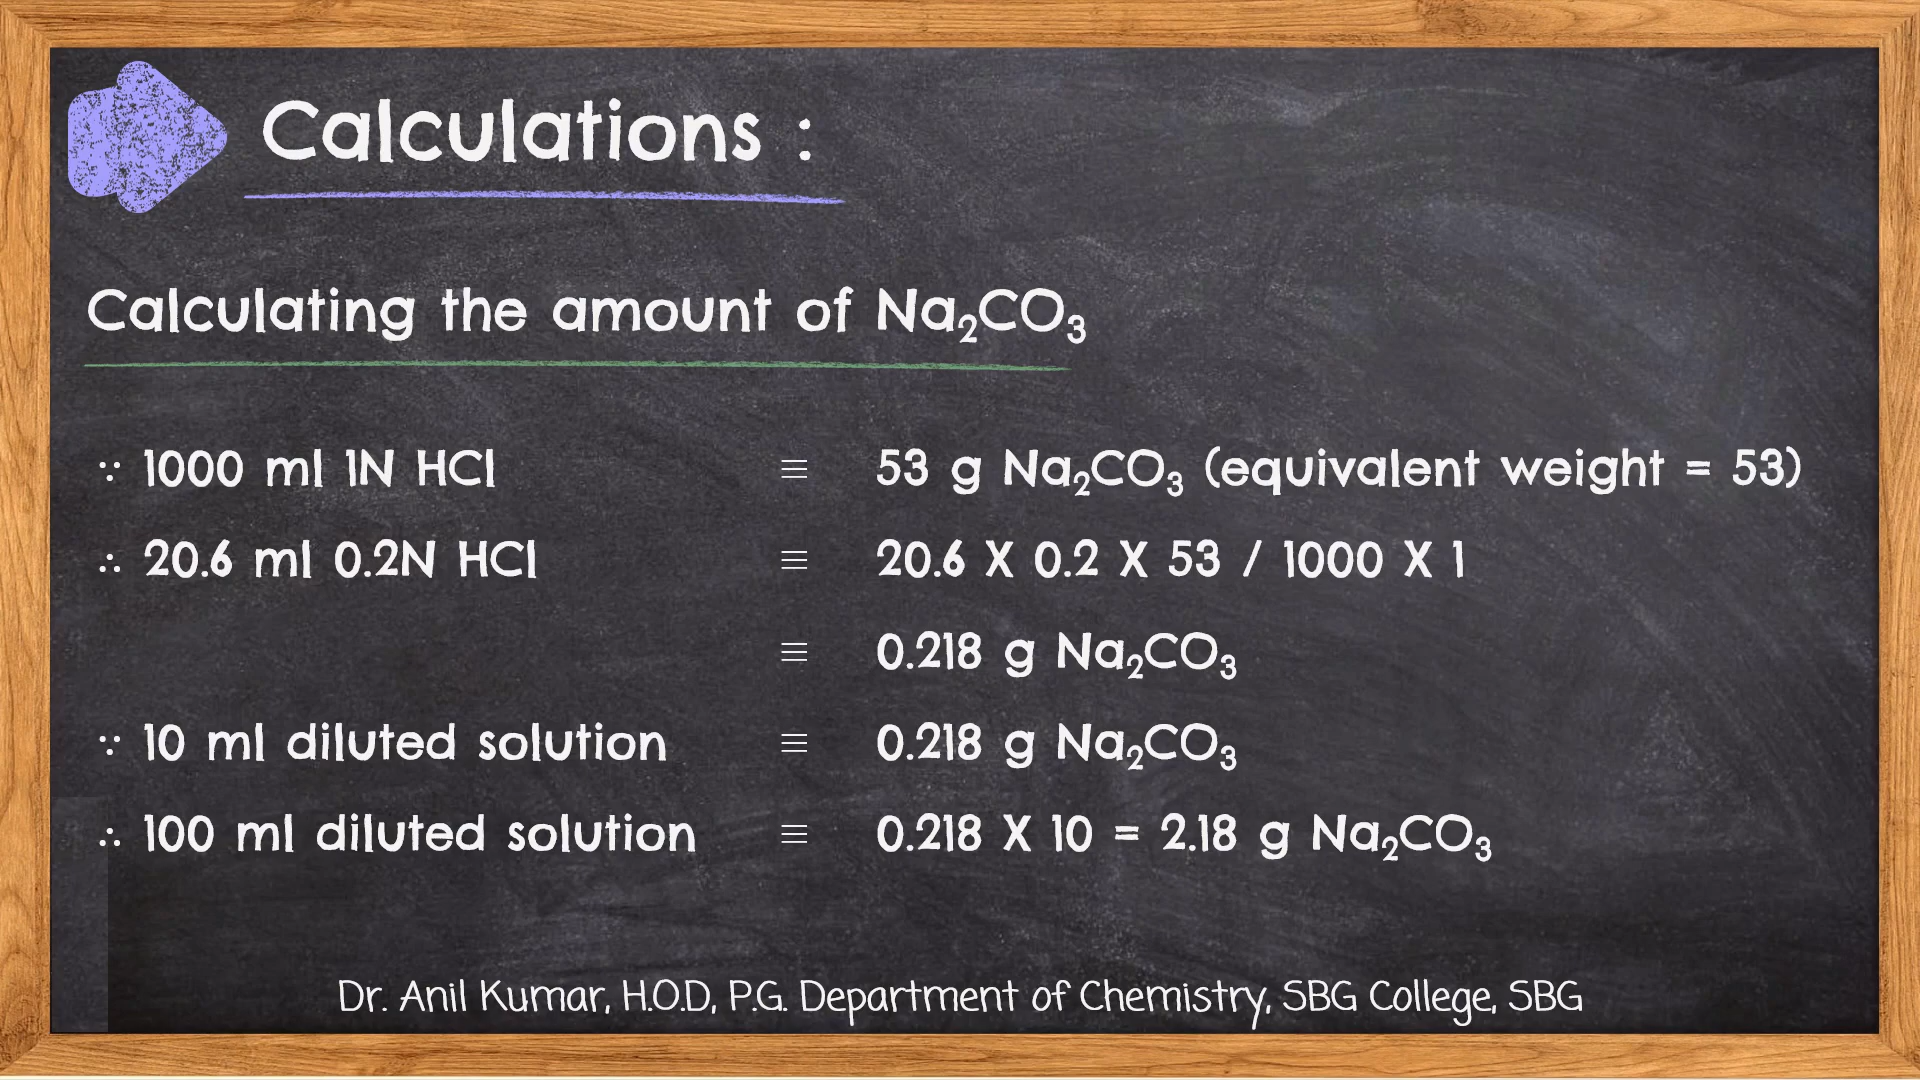 Calculations :
Calculating the amount of Na₂CO₃
∵ 1000 ml 1N HCl ≡ 53 g Na₂CO₃ (equivalent weight = 53)
∴ 20.6 ml 0.2N HCl ≡ 20.6 X 0.2 X 53 / 1000 X 1
≡ 0.218 g Na₂CO₃
∵ 10 ml diluted solution ≡ 0.218 g Na₂CO₃
∴ 100 ml diluted solution ≡ 0.218 X 10 = 2.18 g Na₂CO₃
Dr. Anil Kumar, H.O.D, P.G. Department of Chemistry, SBG College, SBG